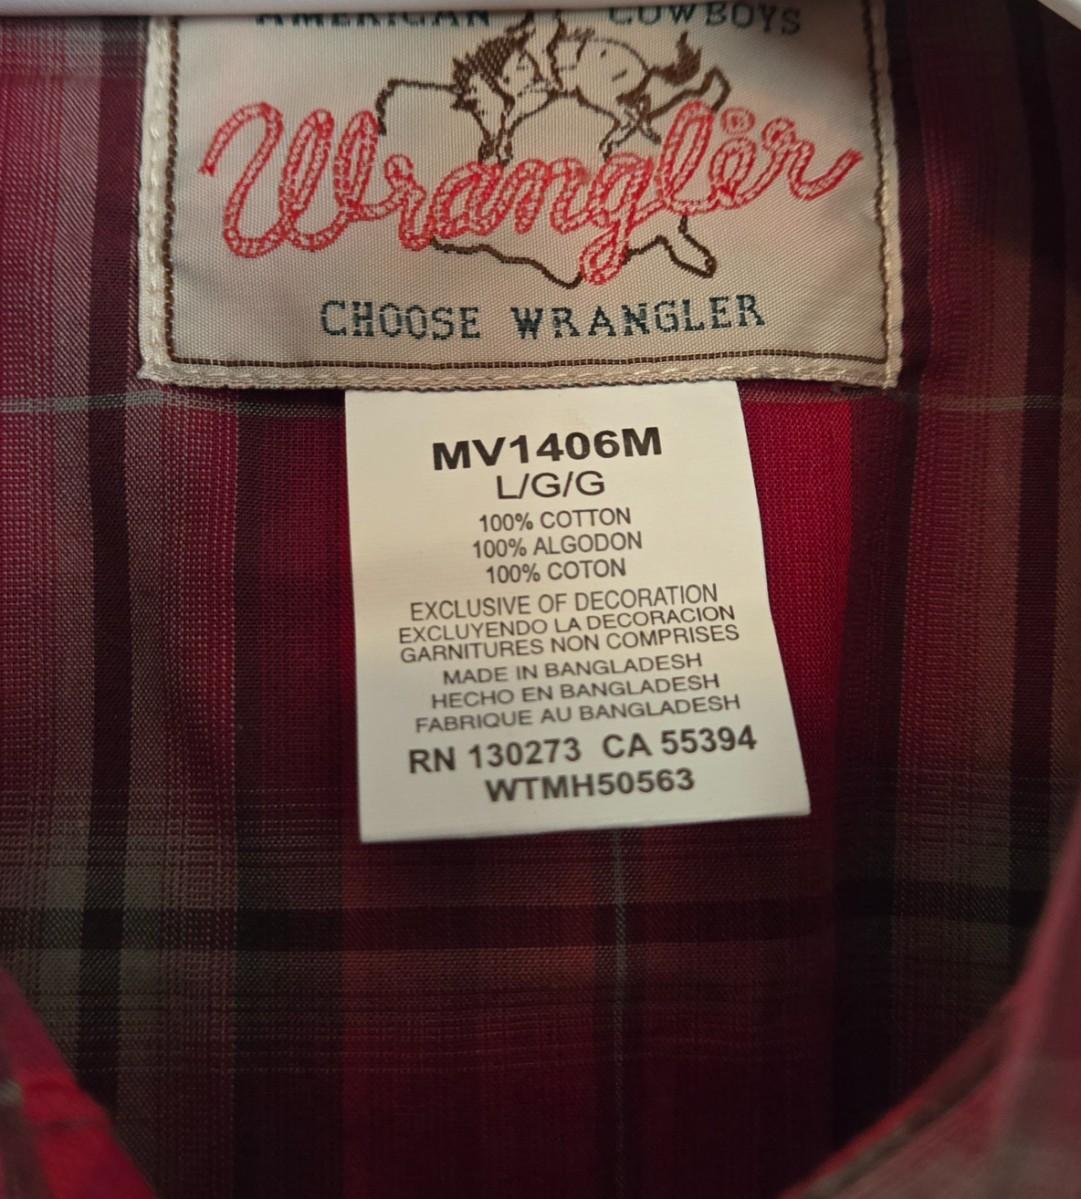 AMERICAN COWBOYS
Wrangler
CHOOSE WRANGLER
MV1406M
L/G/G
100% COTTON
100% ALGODON
100% COTON
EXCLUSIVE OF DECORATION
EXCLUYENDO LA DECORACION
GARNITURES NON COMPRISES
MADE IN BANGLADESH
HECHO EN BANGLADESH
FABRIQUE AU BANGLADESH
RN 130273 CA 55394
WTMH50563